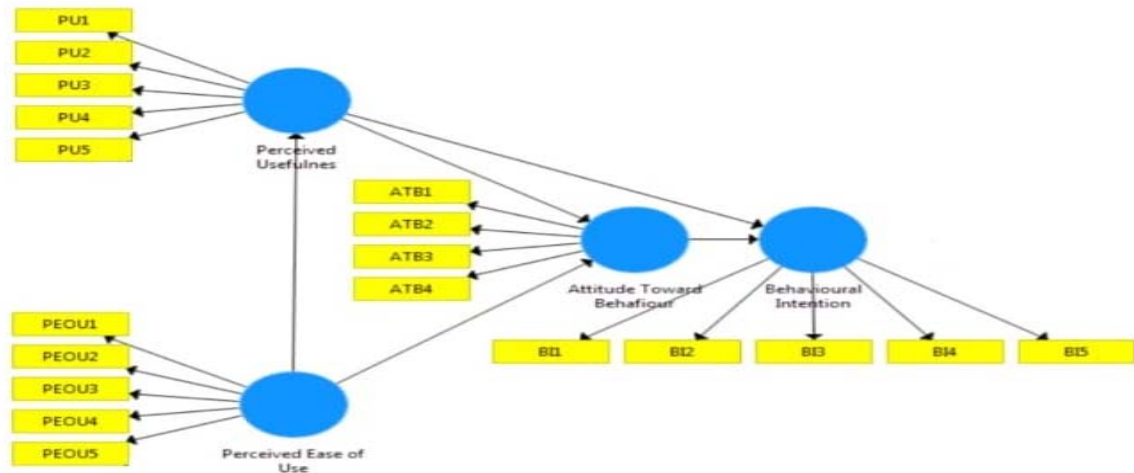 PU1
PU2
PU3
PU4
PU5
Perceived
Usefulnes
ATB1
ATB2
ATB3
ATB4
Attitude Toward
Behafiour
Behavioural
Intention
BI1
BI2
BI3
BI4
BI5
PEOU1
PEOU2
PEOU3
PEOU4
PEOU5
Perceived Ease of
Use